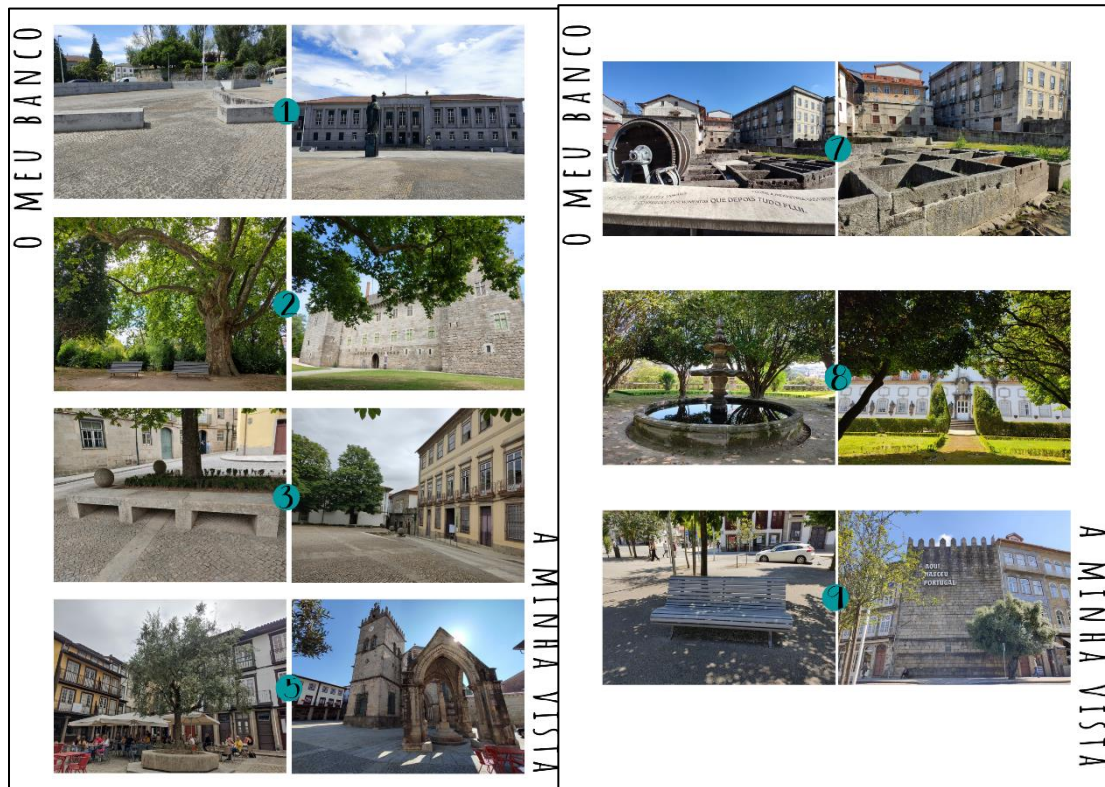 O MEU BANCO
1
2
3
5
A MINHA VISTA
O MEU BANCO
7
QUE DEPOIS TUDO FLUI.
8
9
AQUI
NASCEU
PORTUGAL
A MINHA VISTA